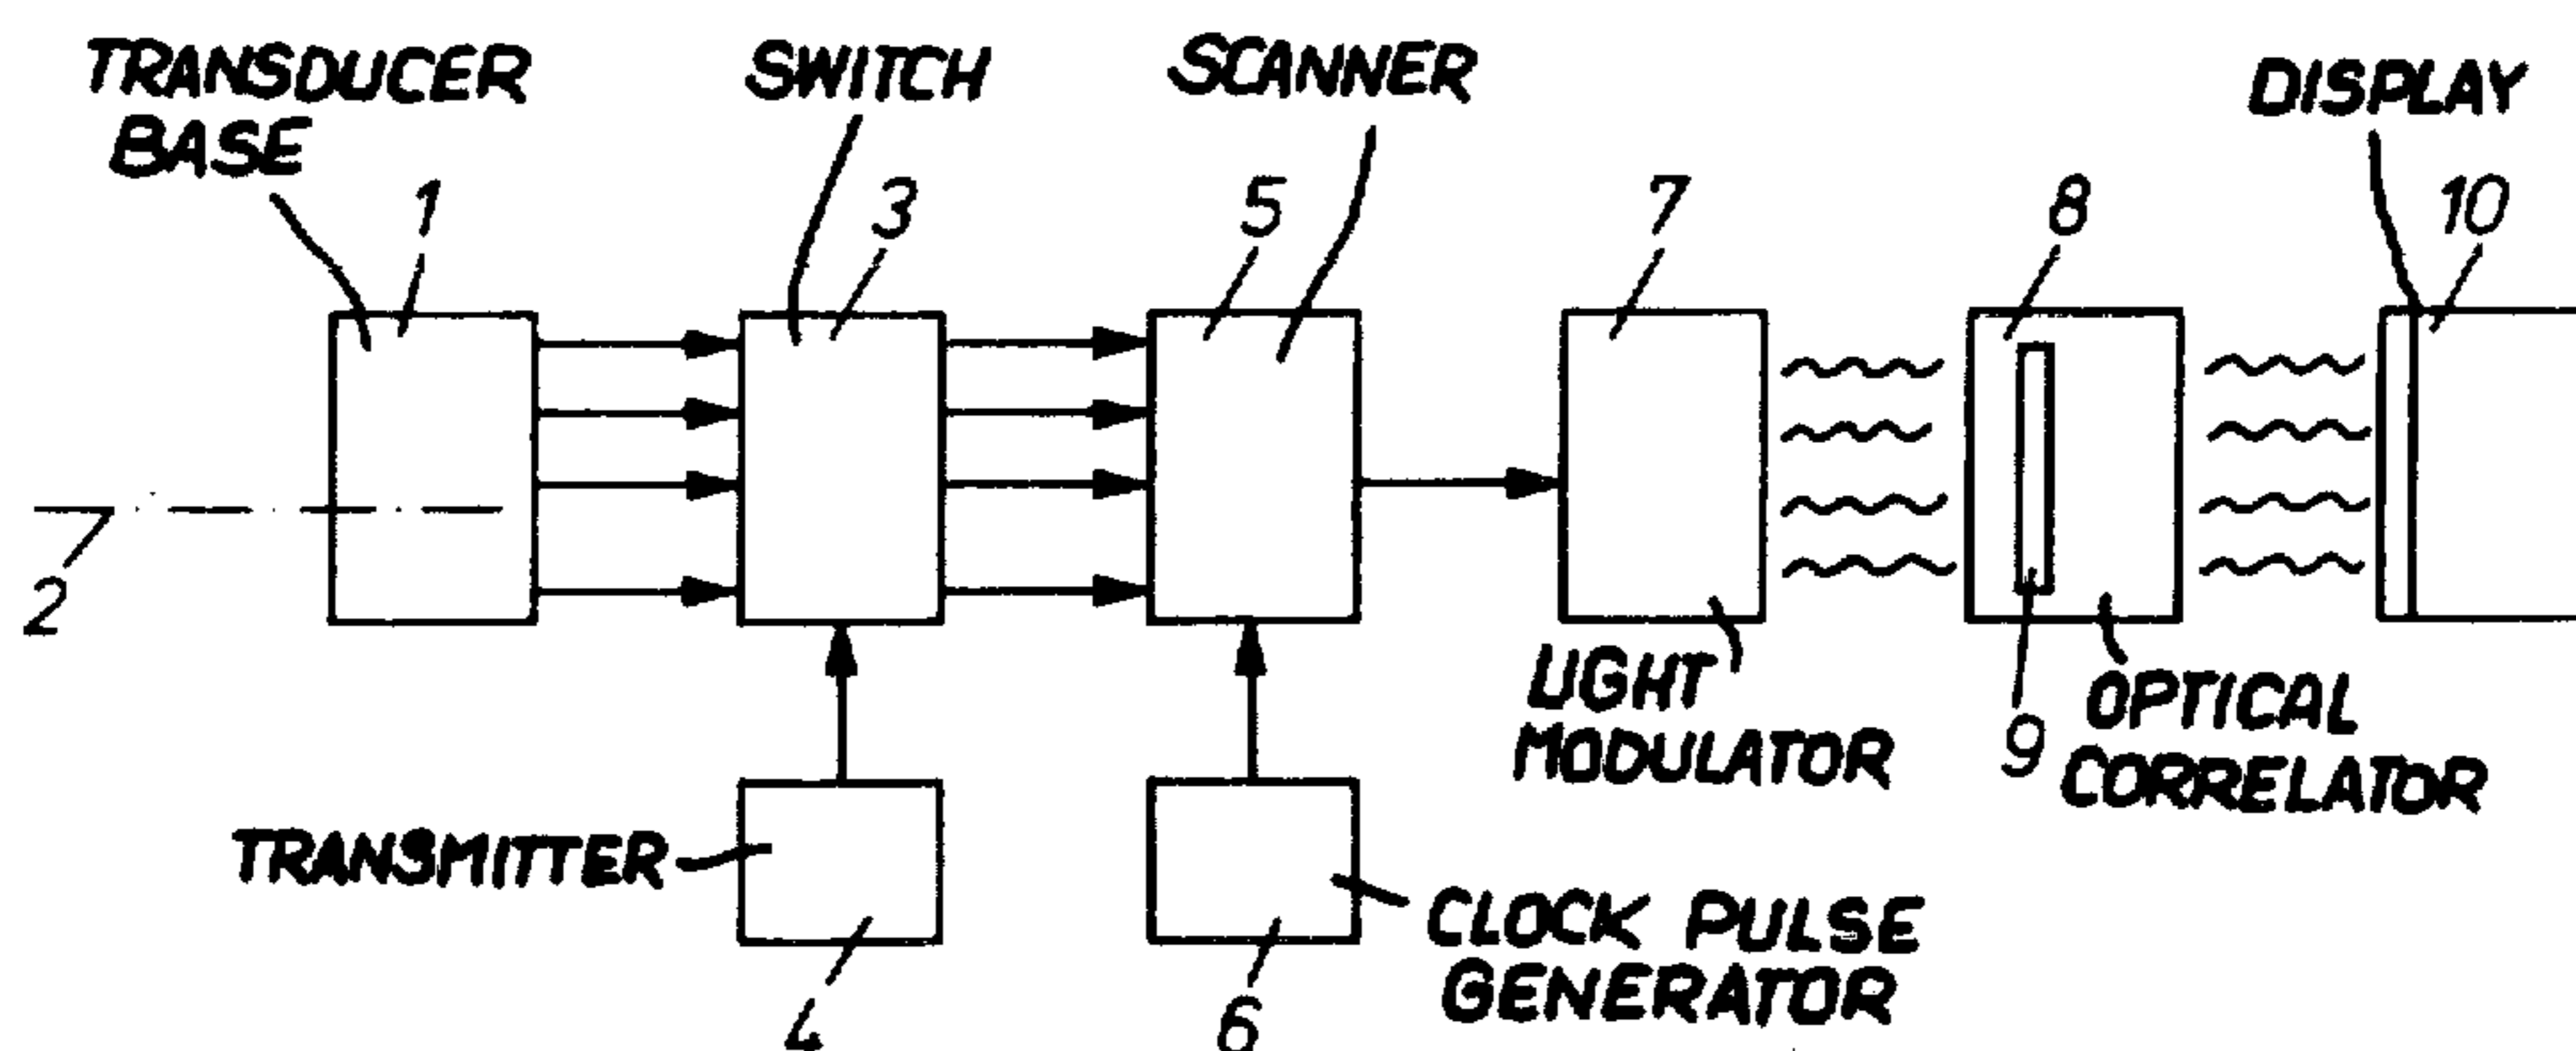 TRANSDUCER
BASE
SWITCH
SCANNER
DISPLAY
1
3
5
7
8
10
2
LIGHT
MODULATOR
9
OPTICAL
CORRELATOR
TRANSMITTER
CLOCK PULSE
GENERATOR
4
6